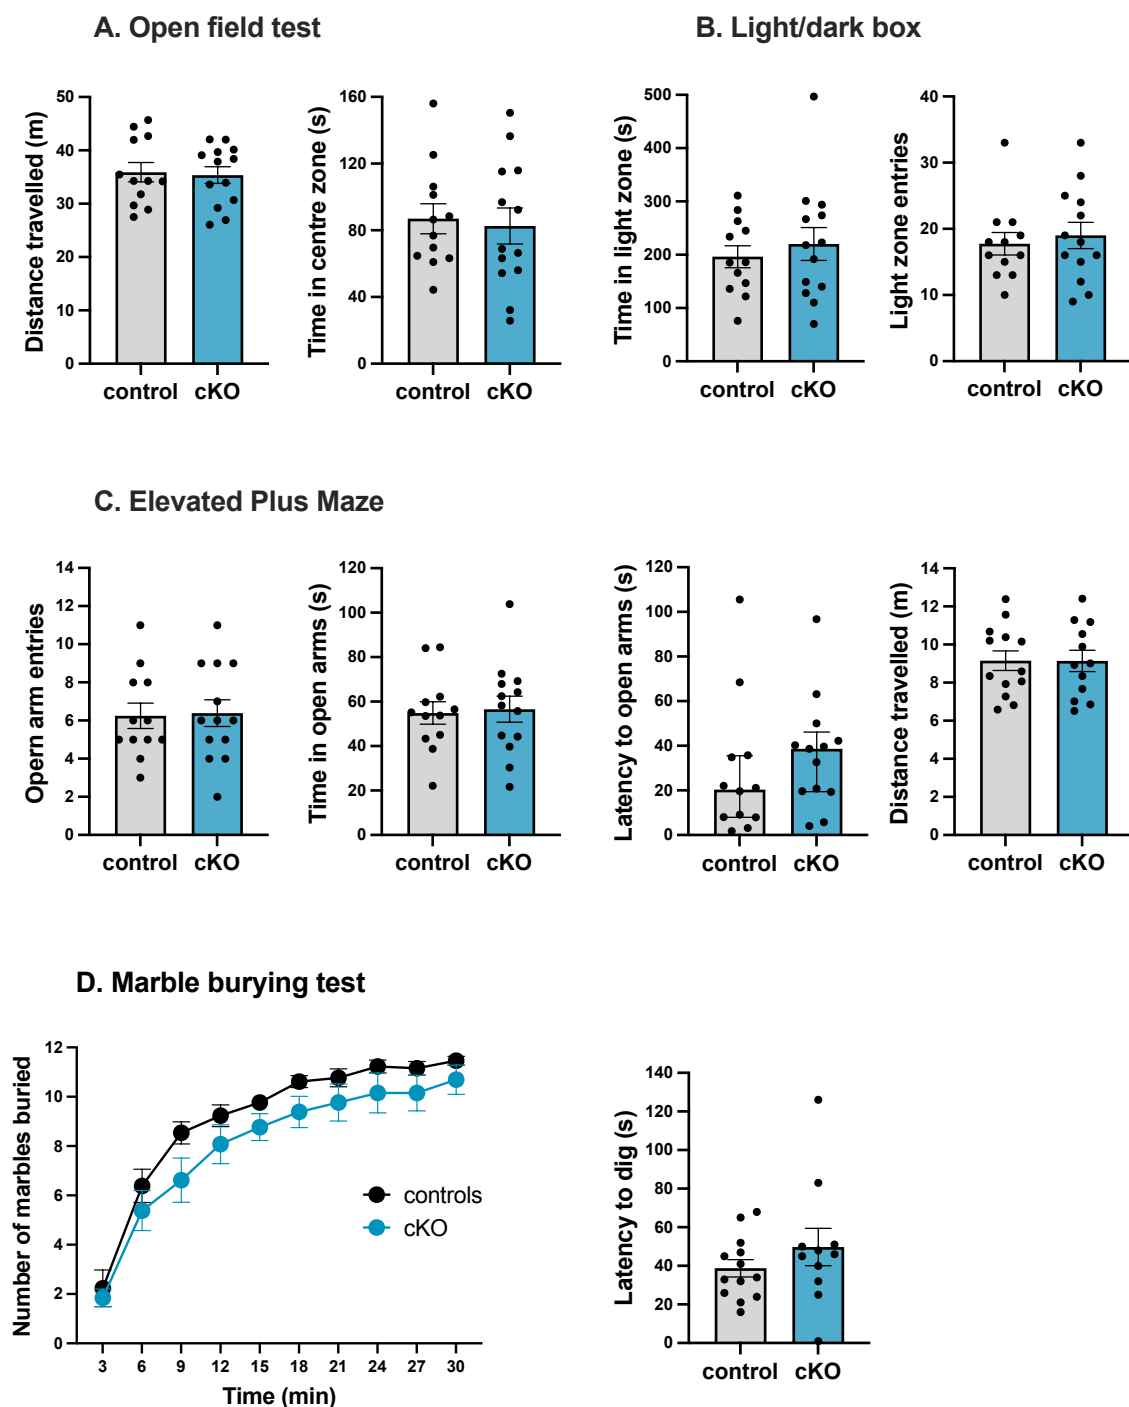 A. Open field test
B. Light/dark box
Distance travelled (m)
50
40
30
20
10
0
control cKO
Time in centre zone (s)
160
120
80
40
0
control cKO
Time in light zone (s)
500
400
300
200
100
0
control cKO
Light zone entries
40
30
20
10
0
control cKO
C. Elevated Plus Maze
Opern arm entries
14
12
10
8
6
4
2
0
control cKO
Time in open arms (s)
120
100
80
60
40
20
0
control cKO
Latency to open arms (s)
120
100
80
60
40
20
0
control cKO
Distance travelled (m)
14
12
10
8
6
4
2
0
control cKO
D. Marble burying test
Number of marbles buried
12
10
8
6
4
2
0
3 6 9 12 15 18 21 24 27 30
Time (min)
controls
cKO
Latency to dig (s)
140
120
100
80
60
40
20
0
control cKO